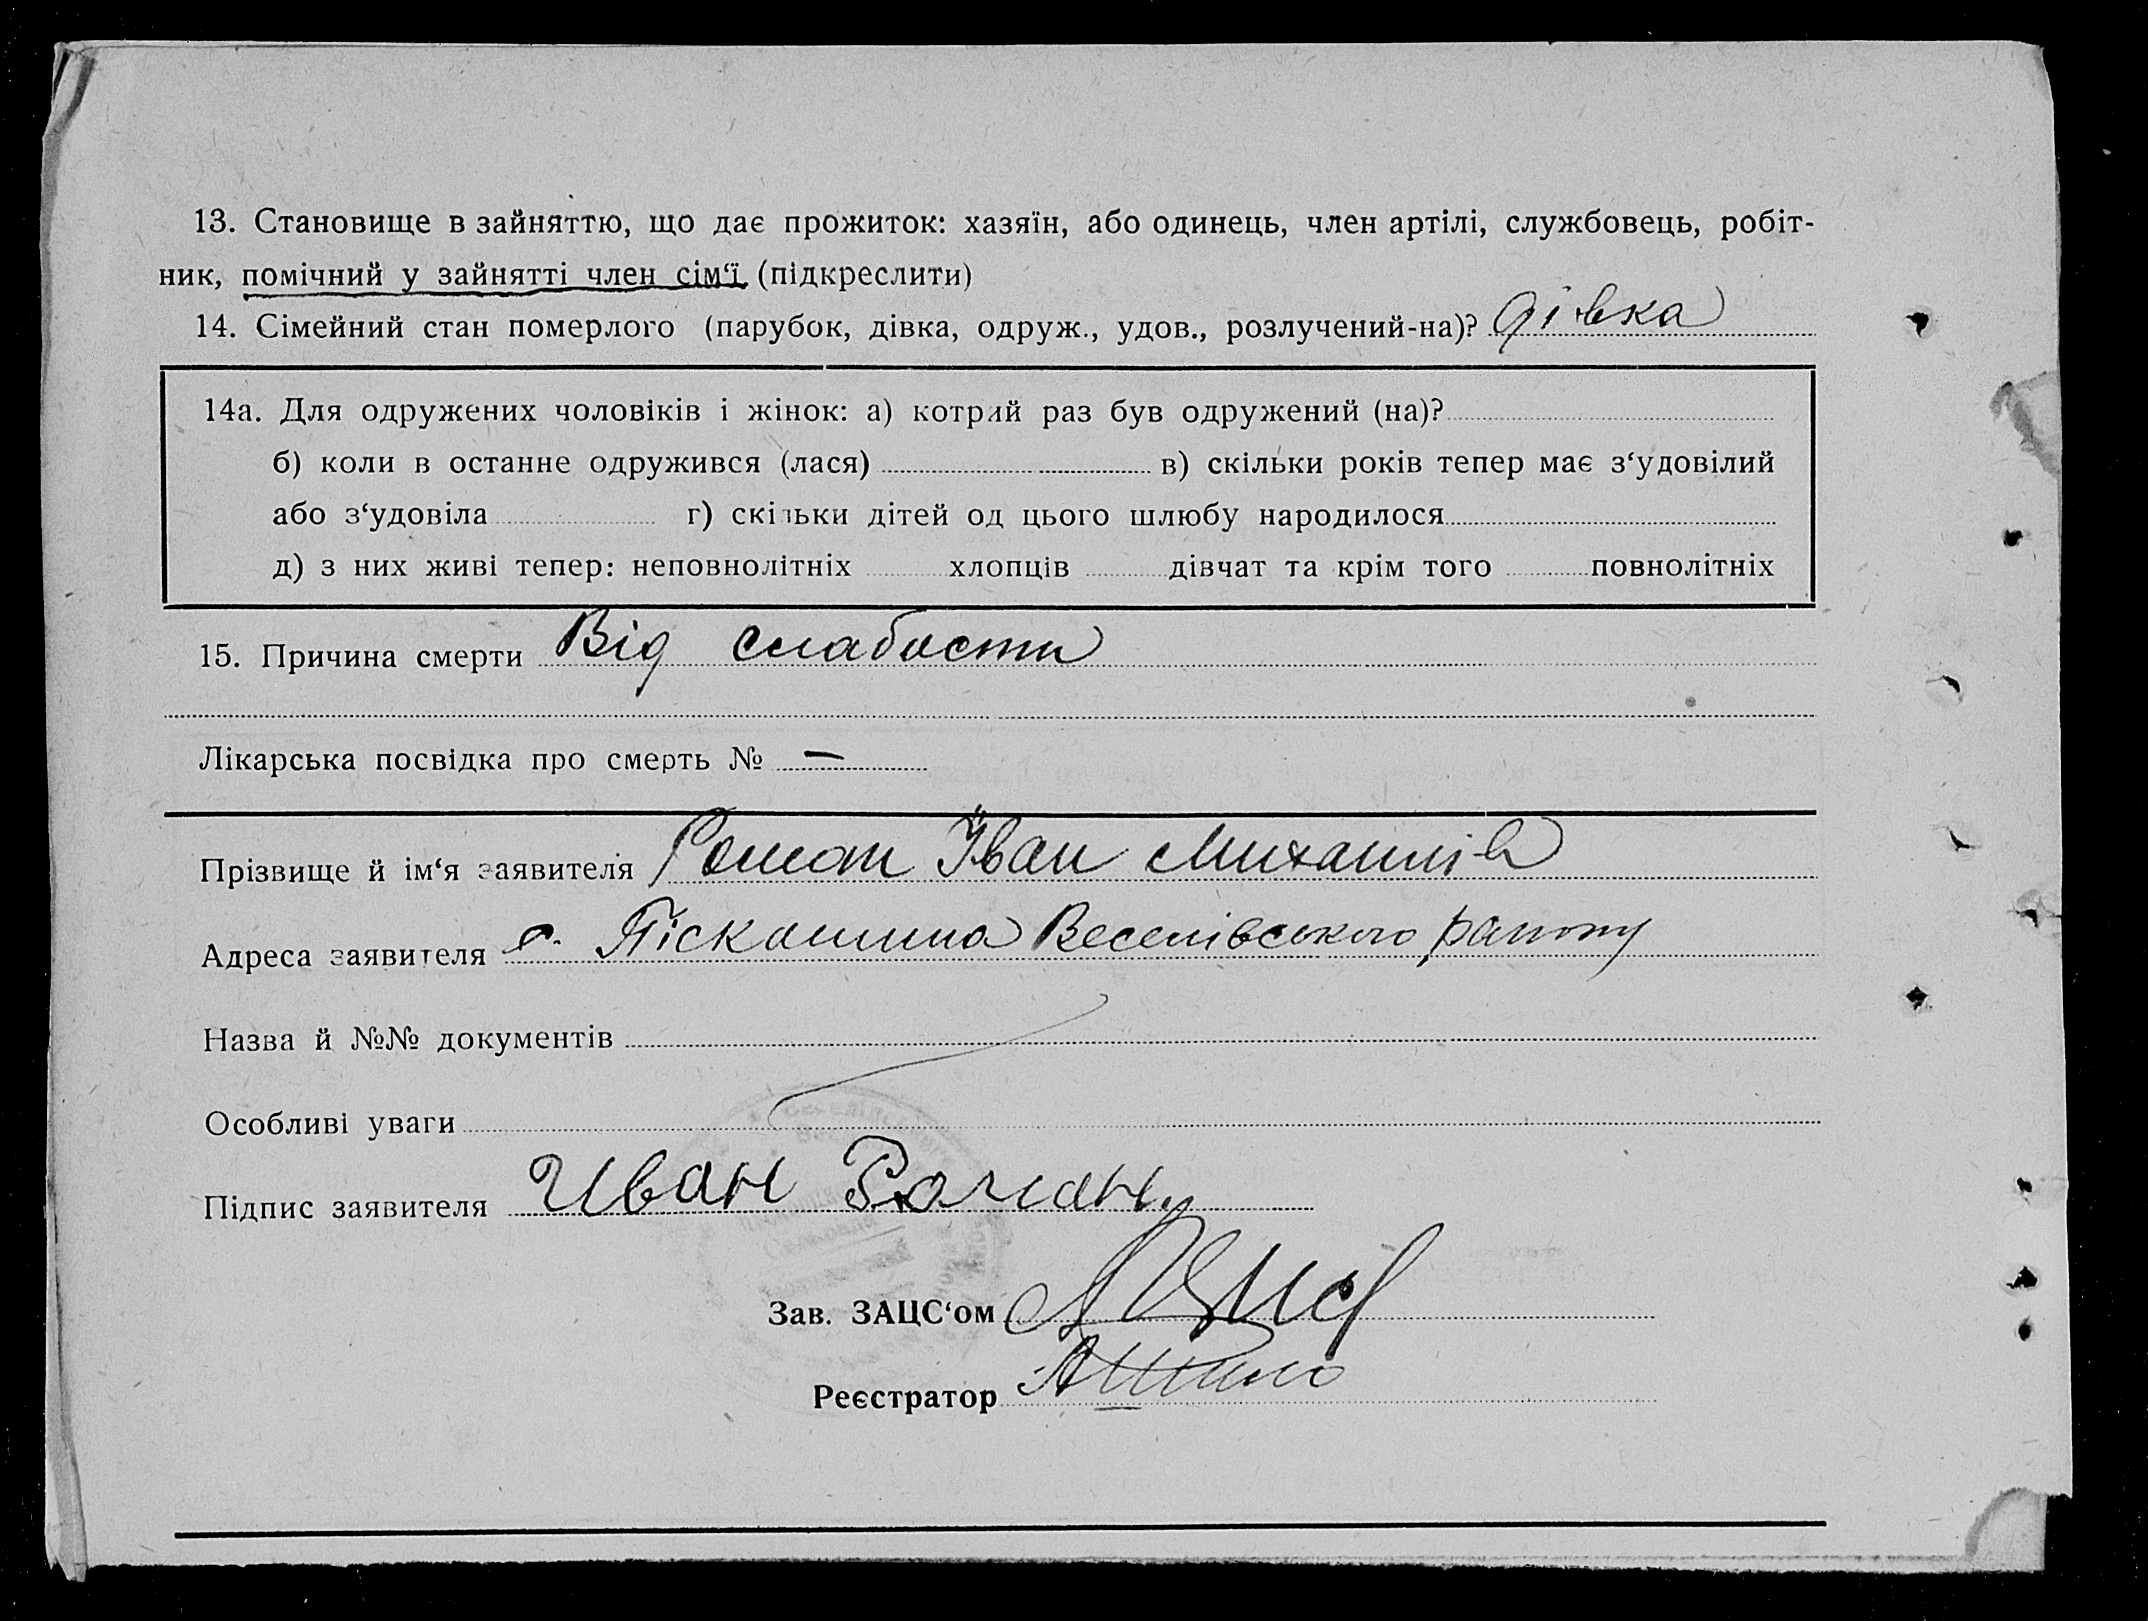 13. Становище в зайняттю, що дає прожиток: хазяїн, або одинець, член артілі, службовець, робіт-
ник, помічний у зайнятті член сім‘ї (підкреслити)
14. Сімейний стан померлого (парубок, дівка, одруж., удов., розлучений-на)? дівка
14а. Для одружених чоловіків і жінок: а) котрий раз був одружений (на)?
б) коли в останнє одружився (лася) в) скільки років тепер має з‘удовілий
або з‘удовіла г) скільки дітей од цього шлюбу народилося
д) з них живі тепер: неповнолітніх хлопців дівчат та крім того повнолітніх
15. Причина смерти Від слабости
Лікарська посвідка про смерть № —
Прізвище й ім‘я заявителя Роман Іван Михайлів
Адреса заявителя с. Піскошина Веселівського району
Назва й №№ документів
Особливі уваги
Підпис заявителя Иван Роман
Зав. ЗАЦС‘ом
Реєстратор